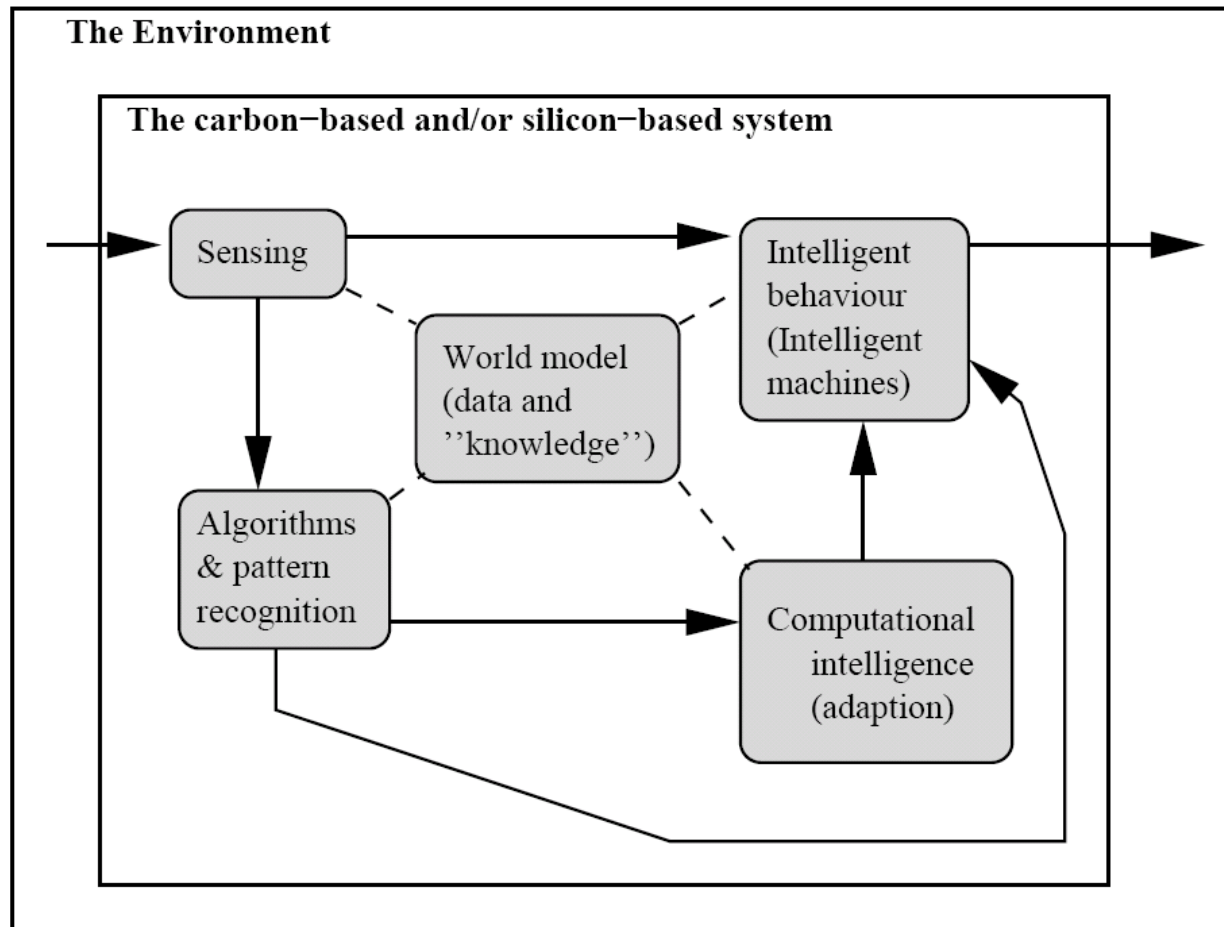 The Environment
The carbon−based and/or silicon−based system
Sensing
Intelligent
behaviour
(Intelligent
machines)
World model
(data and
’’knowledge’’)
Algorithms
& pattern
recognition
Computational
intelligence
(adaption)